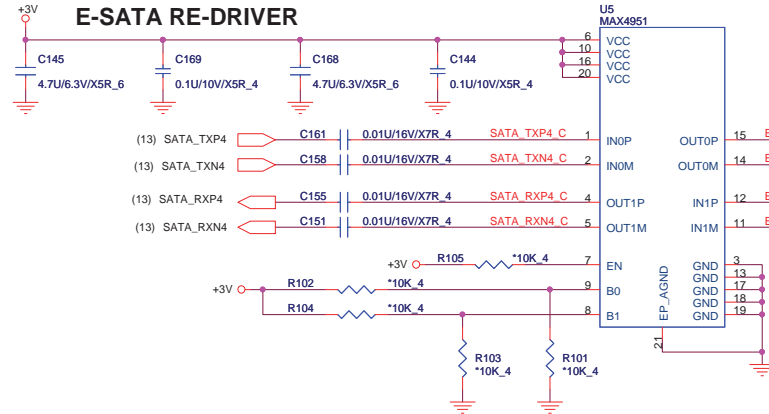 +3V
E-SATA RE-DRIVER
U5
MAX4951
C145
4.7U/6.3V/X5R_6
C169
0.1U/10V/X5R_4
C168
4.7U/6.3V/X5R_6
C144
0.1U/10V/X5R_4
6 VCC
10 VCC
16 VCC
20 VCC
(13) SATA_TXP4 C161 0.01U/16V/X7R_4 SATA_TXP4_C 1 IN0P OUT0P 15 E
(13) SATA_TXN4 C158 0.01U/16V/X7R_4 SATA_TXN4_C 2 IN0M OUT0M 14 E
(13) SATA_RXP4 C155 0.01U/16V/X7R_4 SATA_RXP4_C 4 OUT1P IN1P 12 E
(13) SATA_RXN4 C151 0.01U/16V/X7R_4 SATA_RXN4_C 5 OUT1M IN1M 11 E
+3V R105 *10K_4 7 EN GND 3
GND 13
+3V R102 *10K_4 9 B0 GND 17
GND 18
R104 *10K_4 8 B1 GND 19
EP_AGND
21
R103
*10K_4
R101
*10K_4